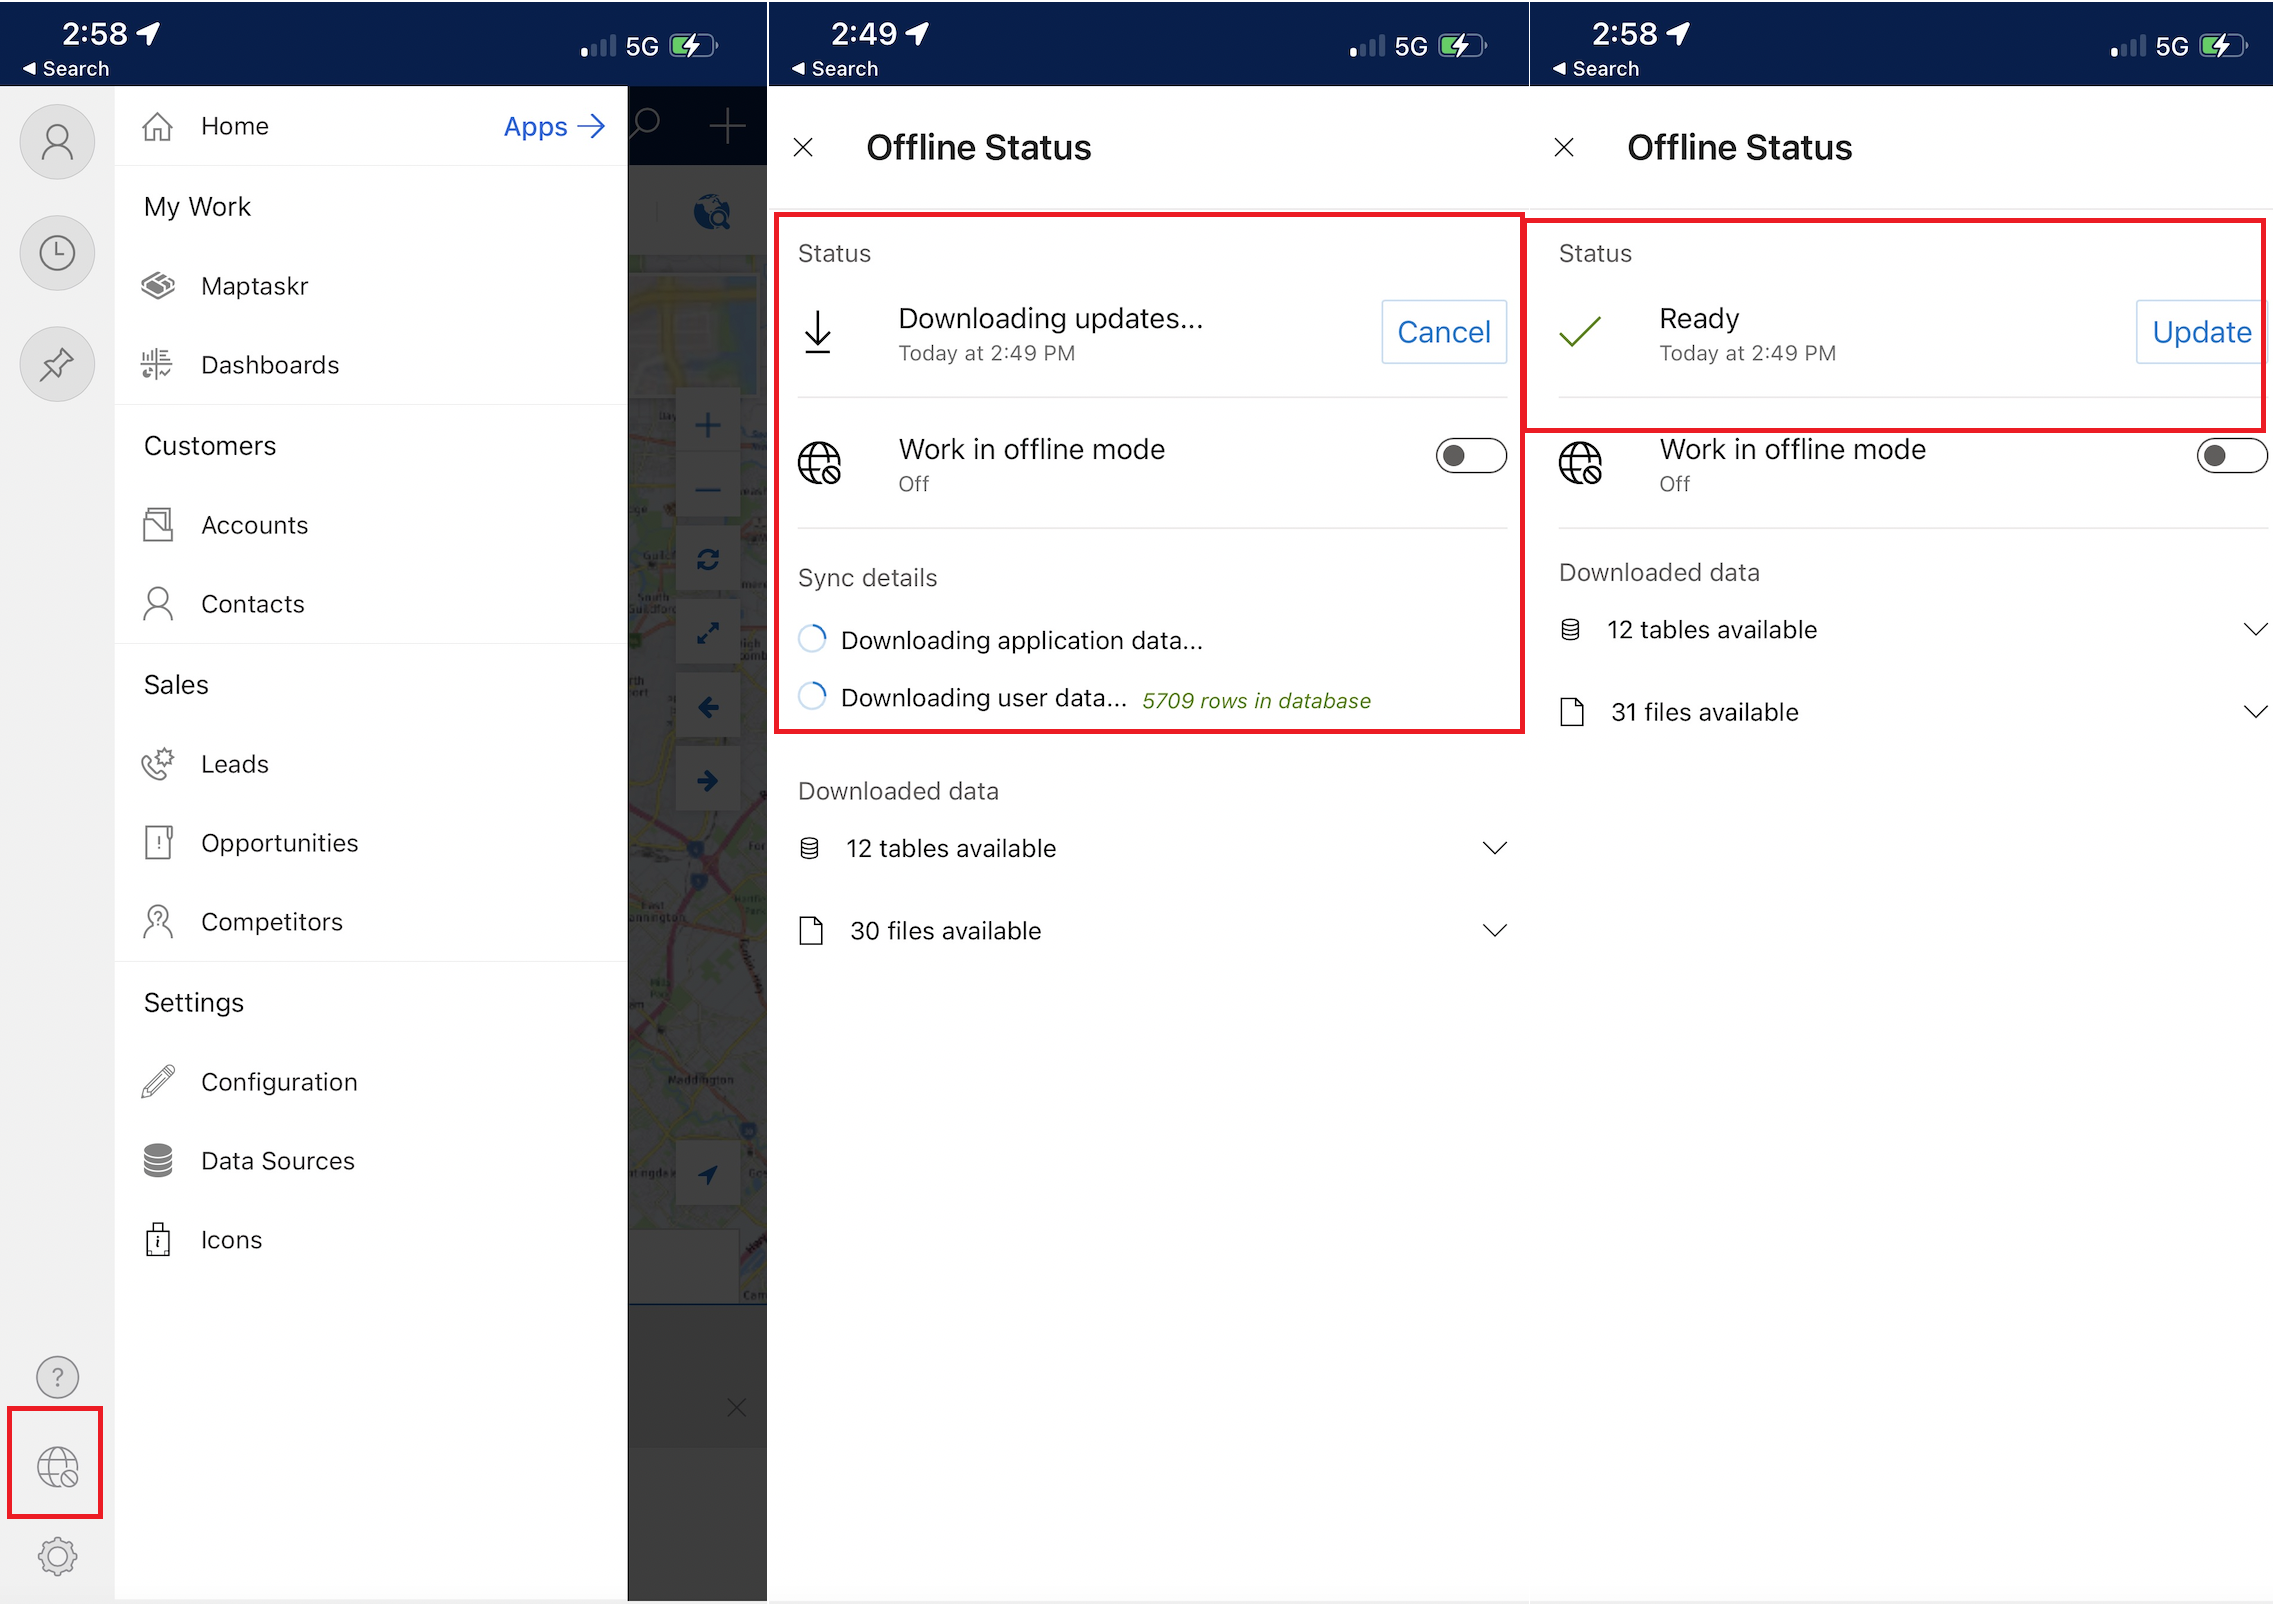 2:58
5G
◀ Search
Home
Apps →
My Work
Maptaskr
Dashboards
Customers
Accounts
Contacts
Sales
Leads
Opportunities
Competitors
Settings
Configuration
Data Sources
Icons
?
East
Maddington
2:49
5G
◀ Search
Offline Status
Status
Downloading updates...
Today at 2:49 PM
Cancel
Work in offline mode
Off
Sync details
Downloading application data...
Downloading user data... 5709 rows in database
Downloaded data
12 tables available
30 files available
2:58
5G
◀ Search
Offline Status
Status
Ready
Today at 2:49 PM
Update
Work in offline mode
Off
Downloaded data
12 tables available
31 files available